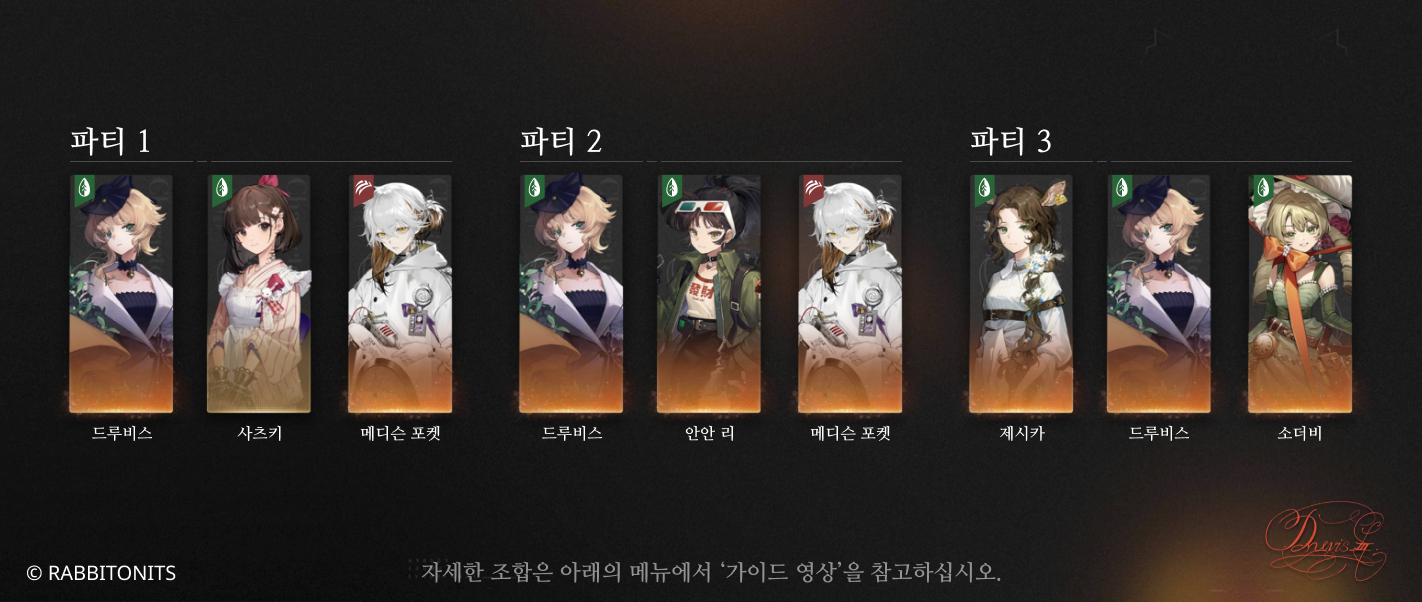 파티 1
파티 2
파티 3
發財
드루비스
사츠키
메디슨 포켓
드루비스
안안 리
메디슨 포켓
제시카
드루비스
소더비
자세한 조합은 아래의 메뉴에서 ‘가이드 영상’을 참고하십시오.
© RABBITONITS